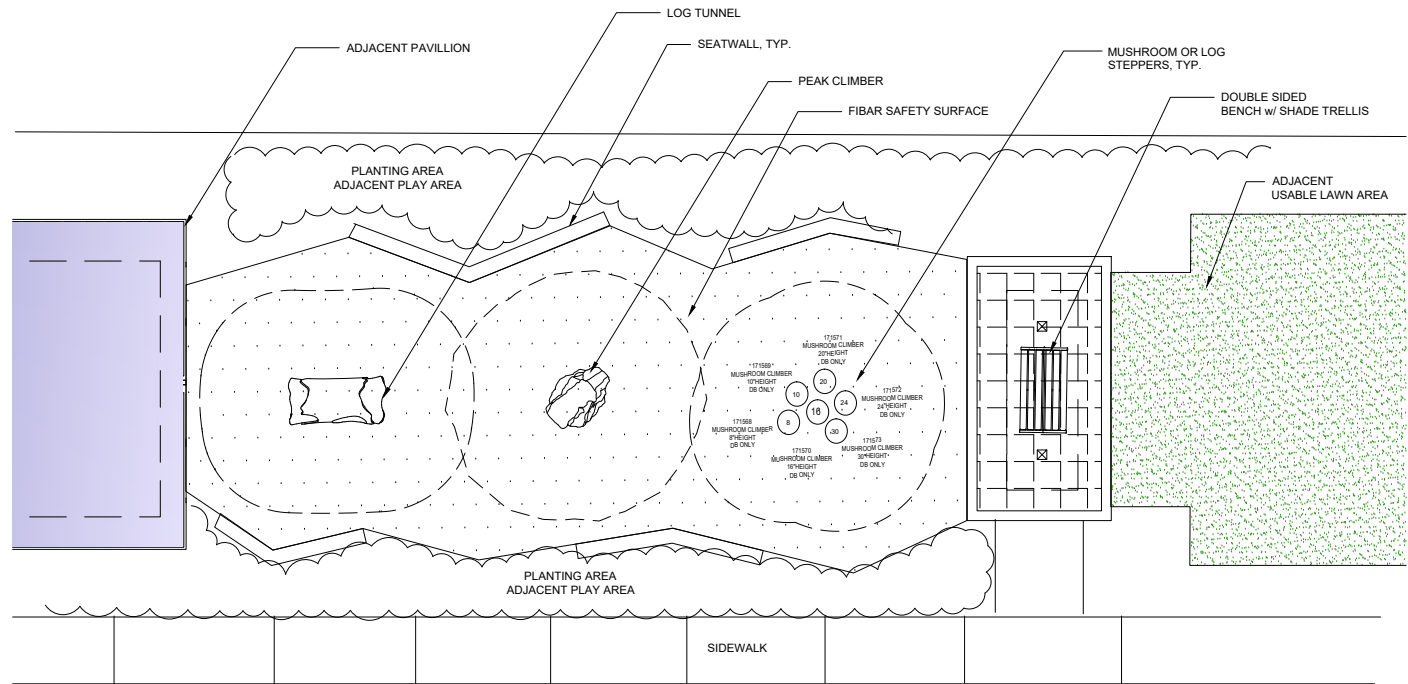 LOG TUNNEL
ADJACENT PAVILLION
SEATWALL, TYP.
MUSHROOM OR LOG
STEPPERS, TYP.
PEAK CLIMBER
DOUBLE SIDED
BENCH w/ SHADE TRELLIS
FIBAR SAFETY SURFACE
PLANTING AREA
ADJACENT PLAY AREA
ADJACENT
USABLE LAWN AREA
171571
MUSHROOM CLIMBER
20"HEIGHT
DB ONLY
171569
MUSHROOM CLIMBER
10"HEIGHT
DB ONLY
171572
MUSHROOM CLIMBER
24"HEIGHT
DB ONLY
20
10
24
16
8
30
171568
MUSHROOM CLIMBER
8"HEIGHT
DB ONLY
171573
MUSHROOM CLIMBER
30"HEIGHT
DB ONLY
171570
MUSHROOM CLIMBER
16"HEIGHT
DB ONLY
PLANTING AREA
ADJACENT PLAY AREA
SIDEWALK